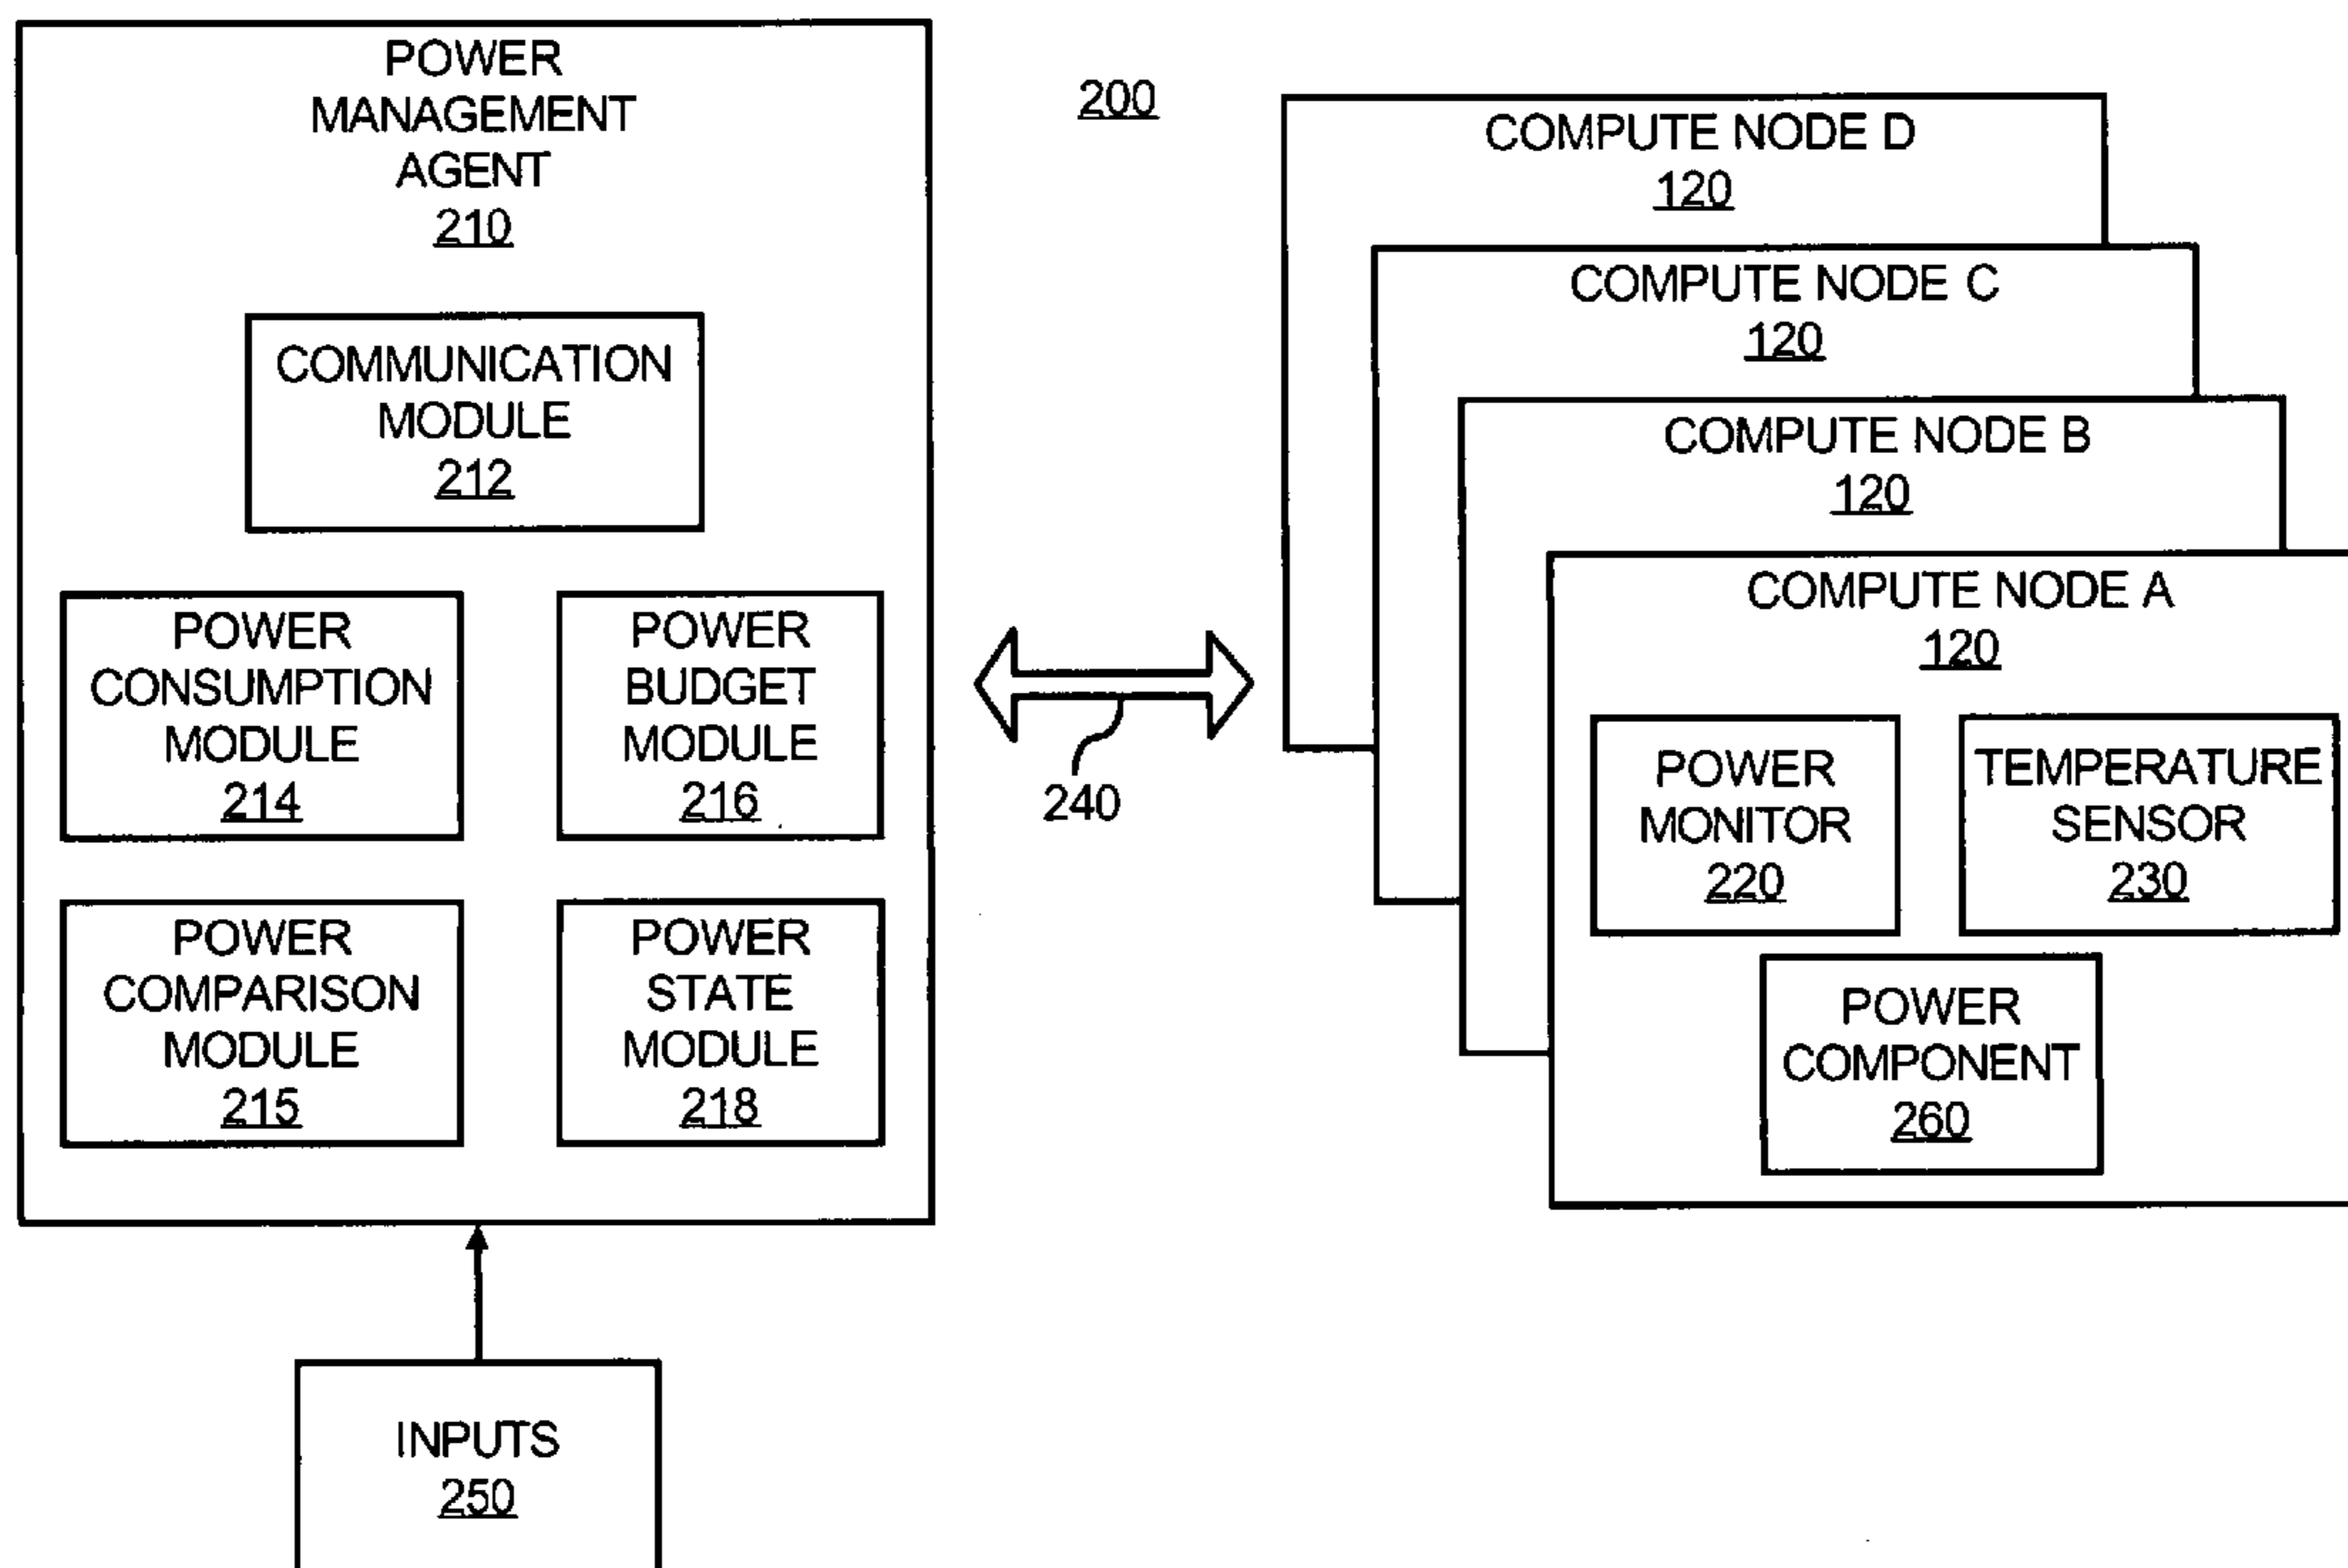 POWER
MANAGEMENT
AGENT
210
COMMUNICATION
MODULE
212
POWER
CONSUMPTION
MODULE
214
POWER
BUDGET
MODULE
216
POWER
COMPARISON
MODULE
215
POWER
STATE
MODULE
218
INPUTS
250
200
240
COMPUTE NODE D
120
COMPUTE NODE C
120
COMPUTE NODE B
120
COMPUTE NODE A
120
POWER
MONITOR
220
TEMPERATURE
SENSOR
230
POWER
COMPONENT
260